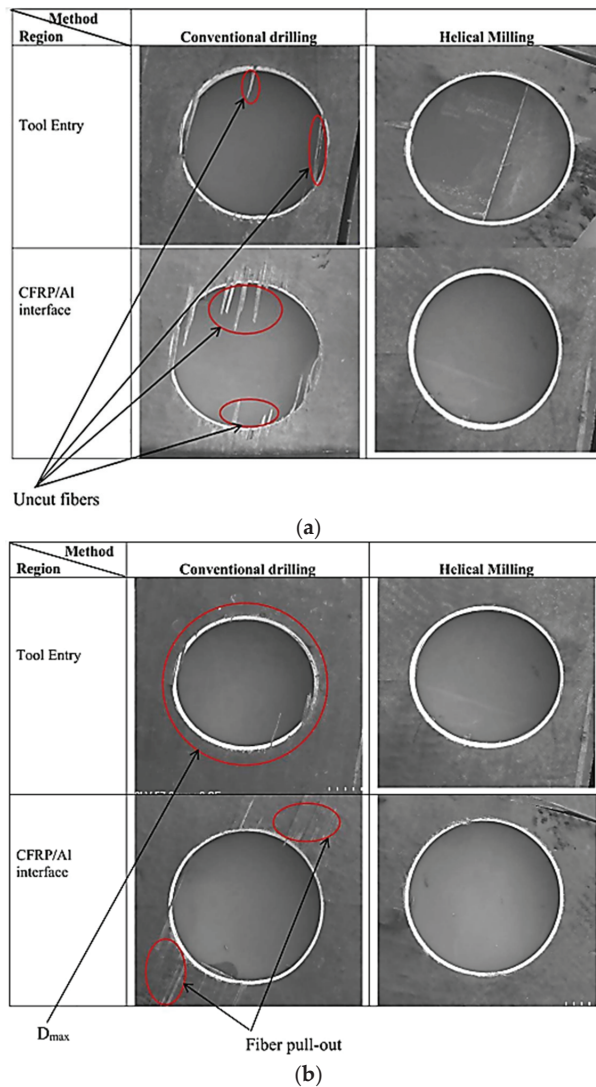 Method
Region
Conventional drilling
Helical Milling
Tool Entry
CFRP/Al
interface
Uncut fibers
(a)
Method
Region
Conventional drilling
Helical Milling
Tool Entry
CFRP/Al
interface
Dmax
Fiber pull-out
(b)